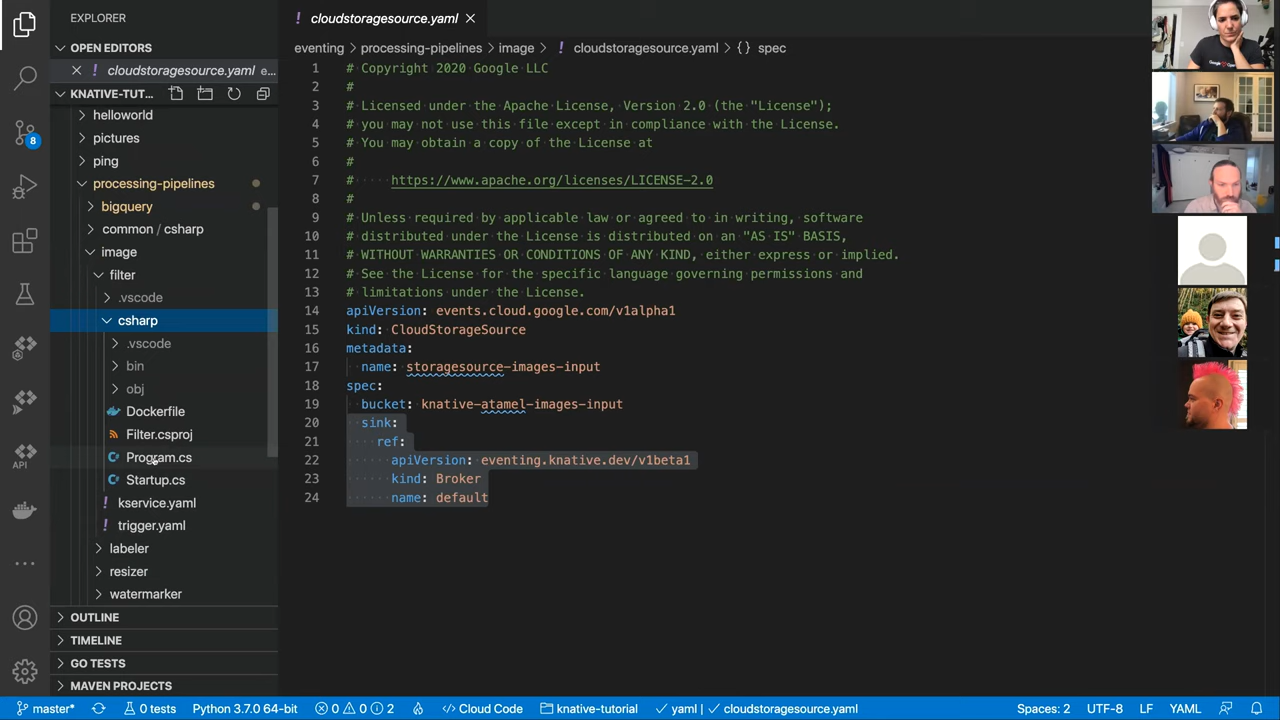 EXPLORER
OPEN EDITORS
cloudstoragesource.yaml e...
KNATIVE-TUT...
helloworld
pictures
ping
processing-pipelines
bigquery
common / csharp
image
filter
.vscode
csharp
.vscode
bin
obj
Dockerfile
Filter.csproj
Program.cs
Startup.cs
kservice.yaml
trigger.yaml
labeler
resizer
watermarker
OUTLINE
TIMELINE
GO TESTS
MAVEN PROJECTS
8
API
cloudstoragesource.yaml
eventing > processing-pipelines > image > ! cloudstoragesource.yaml > {} spec
1 # Copyright 2020 Google LLC
2 #
3 # Licensed under the Apache License, Version 2.0 (the "License");
4 # you may not use this file except in compliance with the License.
5 # You may obtain a copy of the License at
6 #
7 #     https://www.apache.org/licenses/LICENSE-2.0
8 #
9 # Unless required by applicable law or agreed to in writing, software
10 # distributed under the License is distributed on an "AS IS" BASIS,
11 # WITHOUT WARRANTIES OR CONDITIONS OF ANY KIND, either express or implied.
12 # See the License for the specific language governing permissions and
13 # limitations under the License.
14 apiVersion: events.cloud.google.com/v1alpha1
15 kind: CloudStorageSource
16 metadata:
17   name: storagesource-images-input
18 spec:
19   bucket: knative-atamel-images-input
20   sink:
21     ref:
22       apiVersion: eventing.knative.dev/v1beta1
23       kind: Broker
24       name: default
master* 0 tests Python 3.7.0 64-bit 0 0 2 Cloud Code knative-tutorial yaml | cloudstoragesource.yaml Spaces: 2 UTF-8 LF YAML